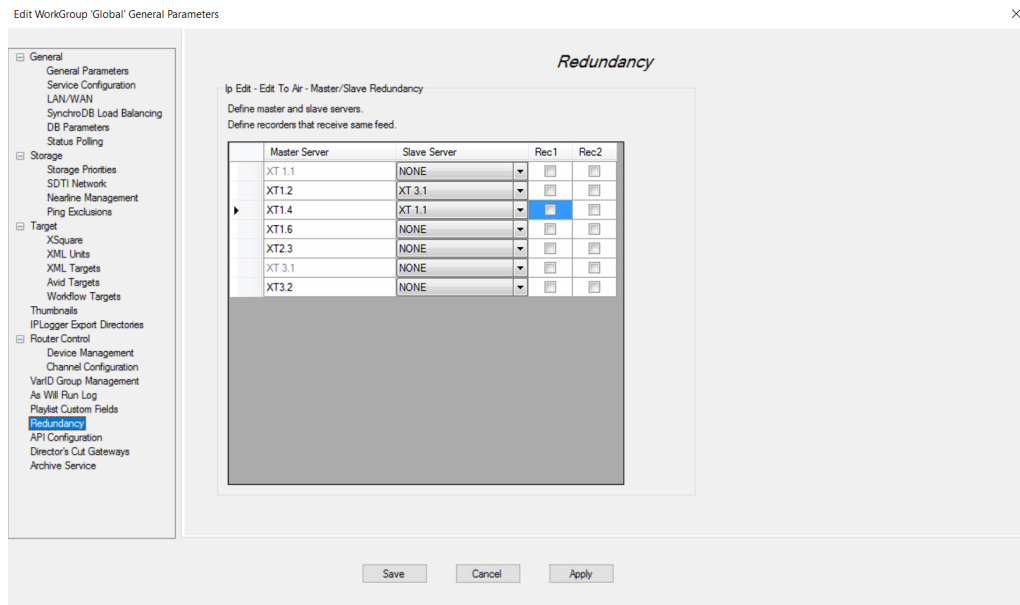 Edit WorkGroup 'Global' General Parameters
General
General Parameters
Service Configuration
LAN/WAN
SynchroDB Load Balancing
DB Parameters
Status Polling
Storage
Storage Priorities
SDTI Network
Nearline Management
Ping Exclusions
Target
XSquare
XML Units
XML Targets
Avid Targets
Workflow Targets
Thumbnails
IPLogger Export Directories
Router Control
Device Management
Channel Configuration
VarID Group Management
As Will Run Log
Playlist Custom Fields
Redundancy
API Configuration
Director's Cut Gateways
Archive Service
Redundancy
Ip Edit - Edit To Air - Master/Slave Redundancy
Define master and slave servers.
Define recorders that receive same feed.
Master Server Slave Server Rec1 Rec2
XT 1.1 NONE
XT1.2 XT 3.1
XT1.4 XT 1.1
XT1.6 NONE
XT2.3 NONE
XT 3.1 NONE
XT3.2 NONE
Save Cancel Apply